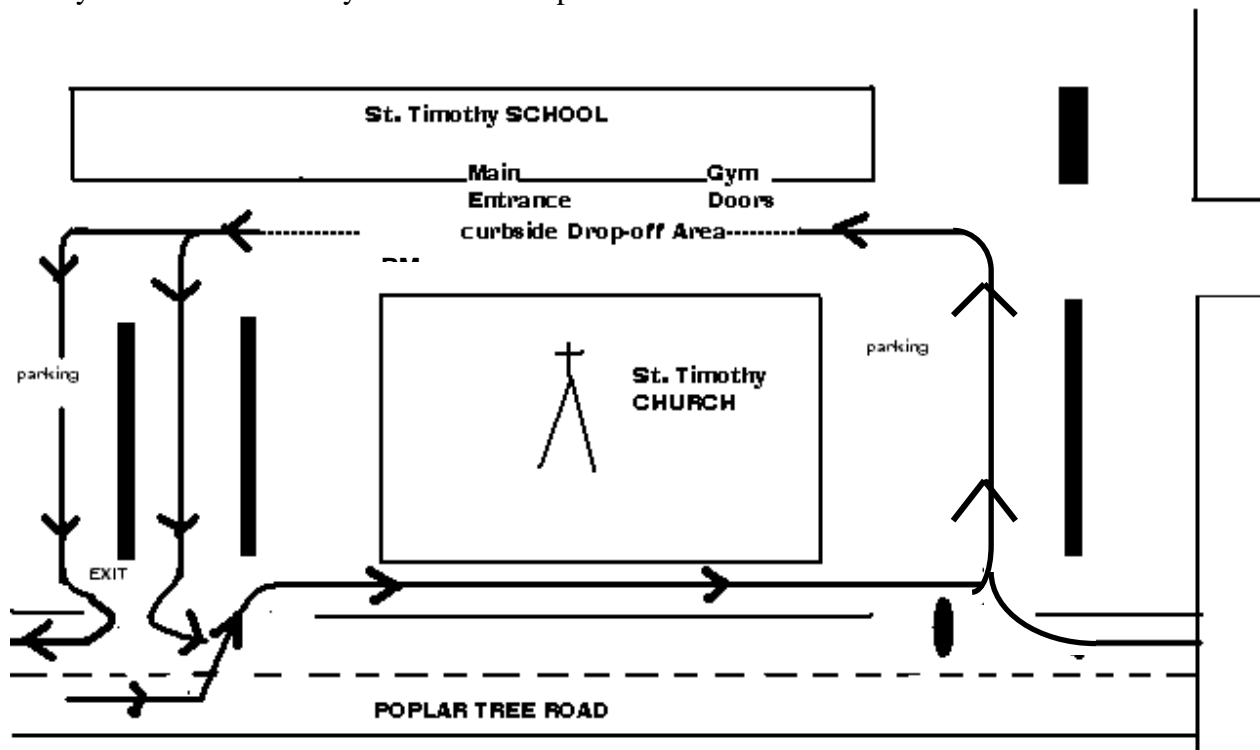 St. Timothy SCHOOL
Main
Entrance
Gym
Doors
curbside Drop-off Area
parking
parking
St. Timothy
CHURCH
EXIT
POPLAR TREE ROAD